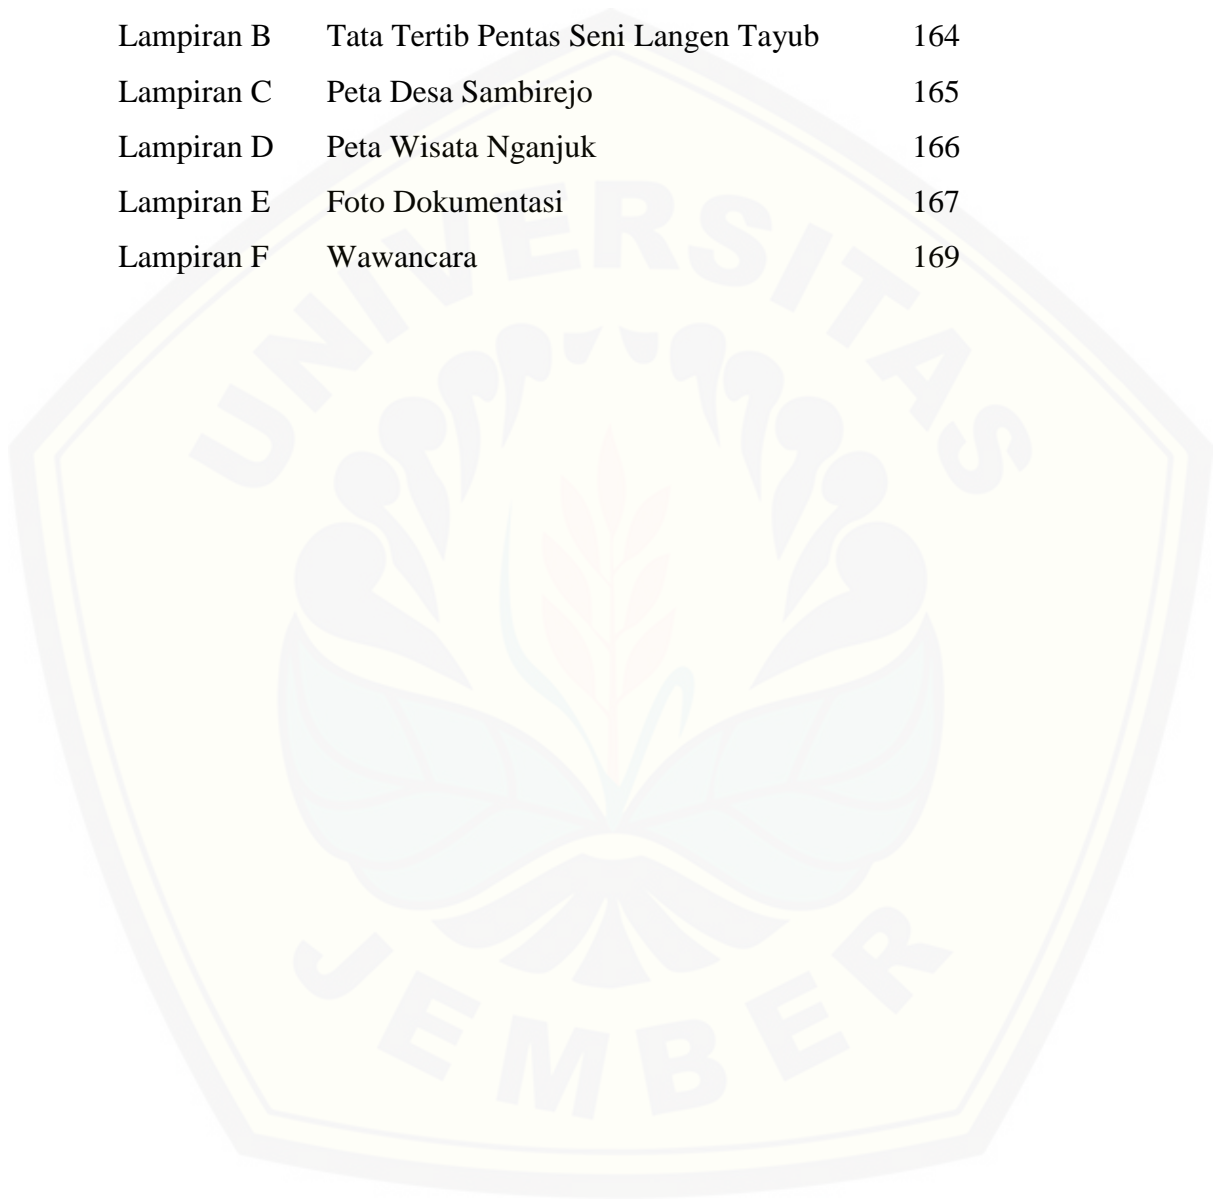 Lampiran B Tata Tertib Pentas Seni Langen Tayub 164
Lampiran C Peta Desa Sambirejo 165
Lampiran D Peta Wisata Nganjuk 166
Lampiran E Foto Dokumentasi 167
Lampiran F Wawancara 169
UNIVERSITAS
JEMBER